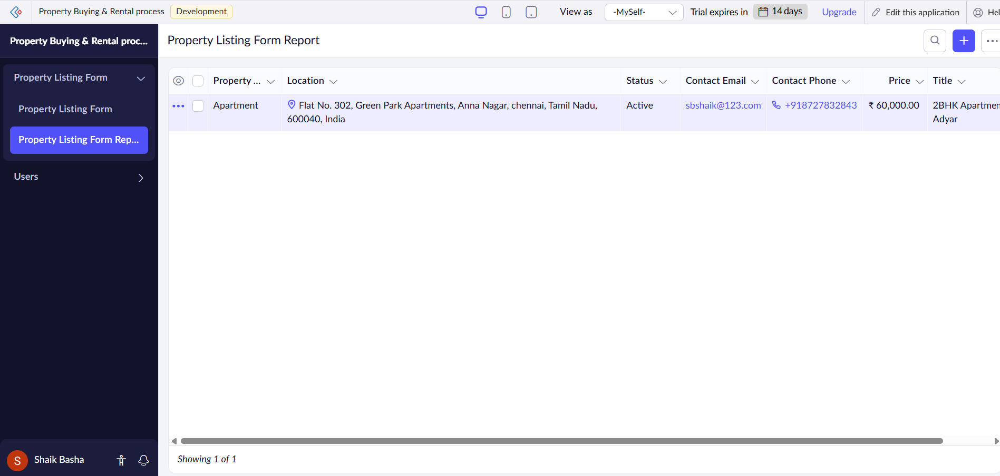 Property Buying & Rental process
Development
View as
-MySelf-
Trial expires in
14 days
Upgrade
Edit this application
Property Buying & Rental proc...
Property Listing Form Report
Property Listing Form
Property Listing Form
Property Listing Form Rep...
Users
Property ... Location Status Contact Email Contact Phone Price Title
Apartment Flat No. 302, Green Park Apartments, Anna Nagar, chennai, Tamil Nadu, Active sbshaik@123.com +918727832843 ₹ 60,000.00 2BHK
600040, India Adyar
Showing 1 of 1
S
Shaik Basha